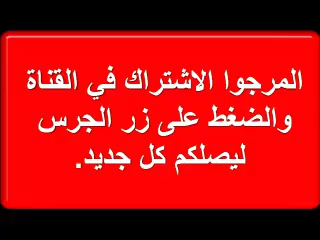 المرجوا الاشتراك في القناة
والضغط على زر الجرس
ليصلكم كل جديد.